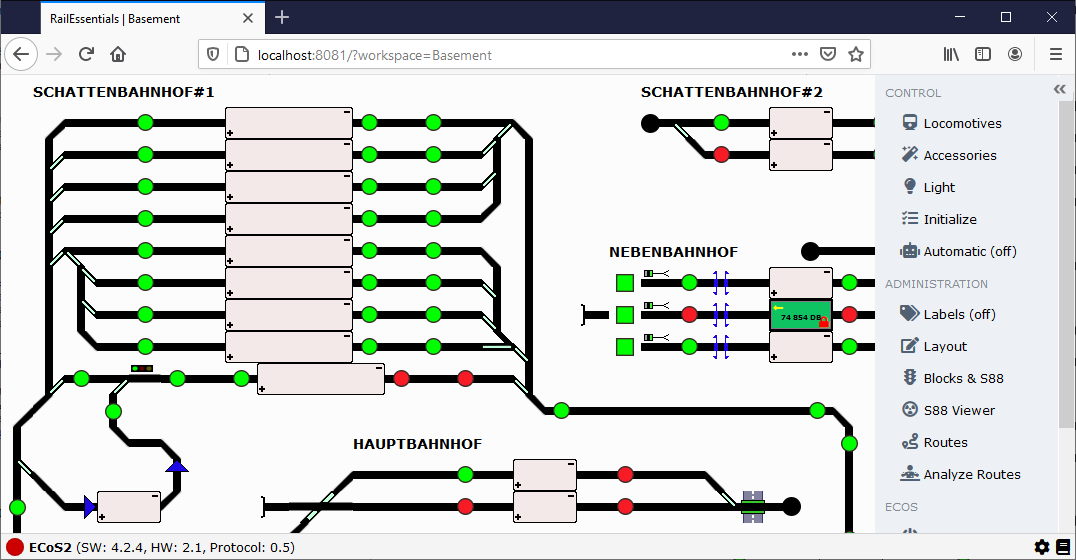 RailEssentials | Basement
localhost:8081/?workspace=Basement
SCHATTENBAHNHOF#1
SCHATTENBAHNHOF#2
NEBENBAHNHOF
74 854 DB
HAUPTBAHNHOF
CONTROL
Locomotives
Accessories
Light
Initialize
Automatic (off)
ADMINISTRATION
Labels (off)
Layout
Blocks & S88
S88 Viewer
Routes
Analyze Routes
ECOS
ECoS2 (SW: 4.2.4, HW: 2.1, Protocol: 0.5)